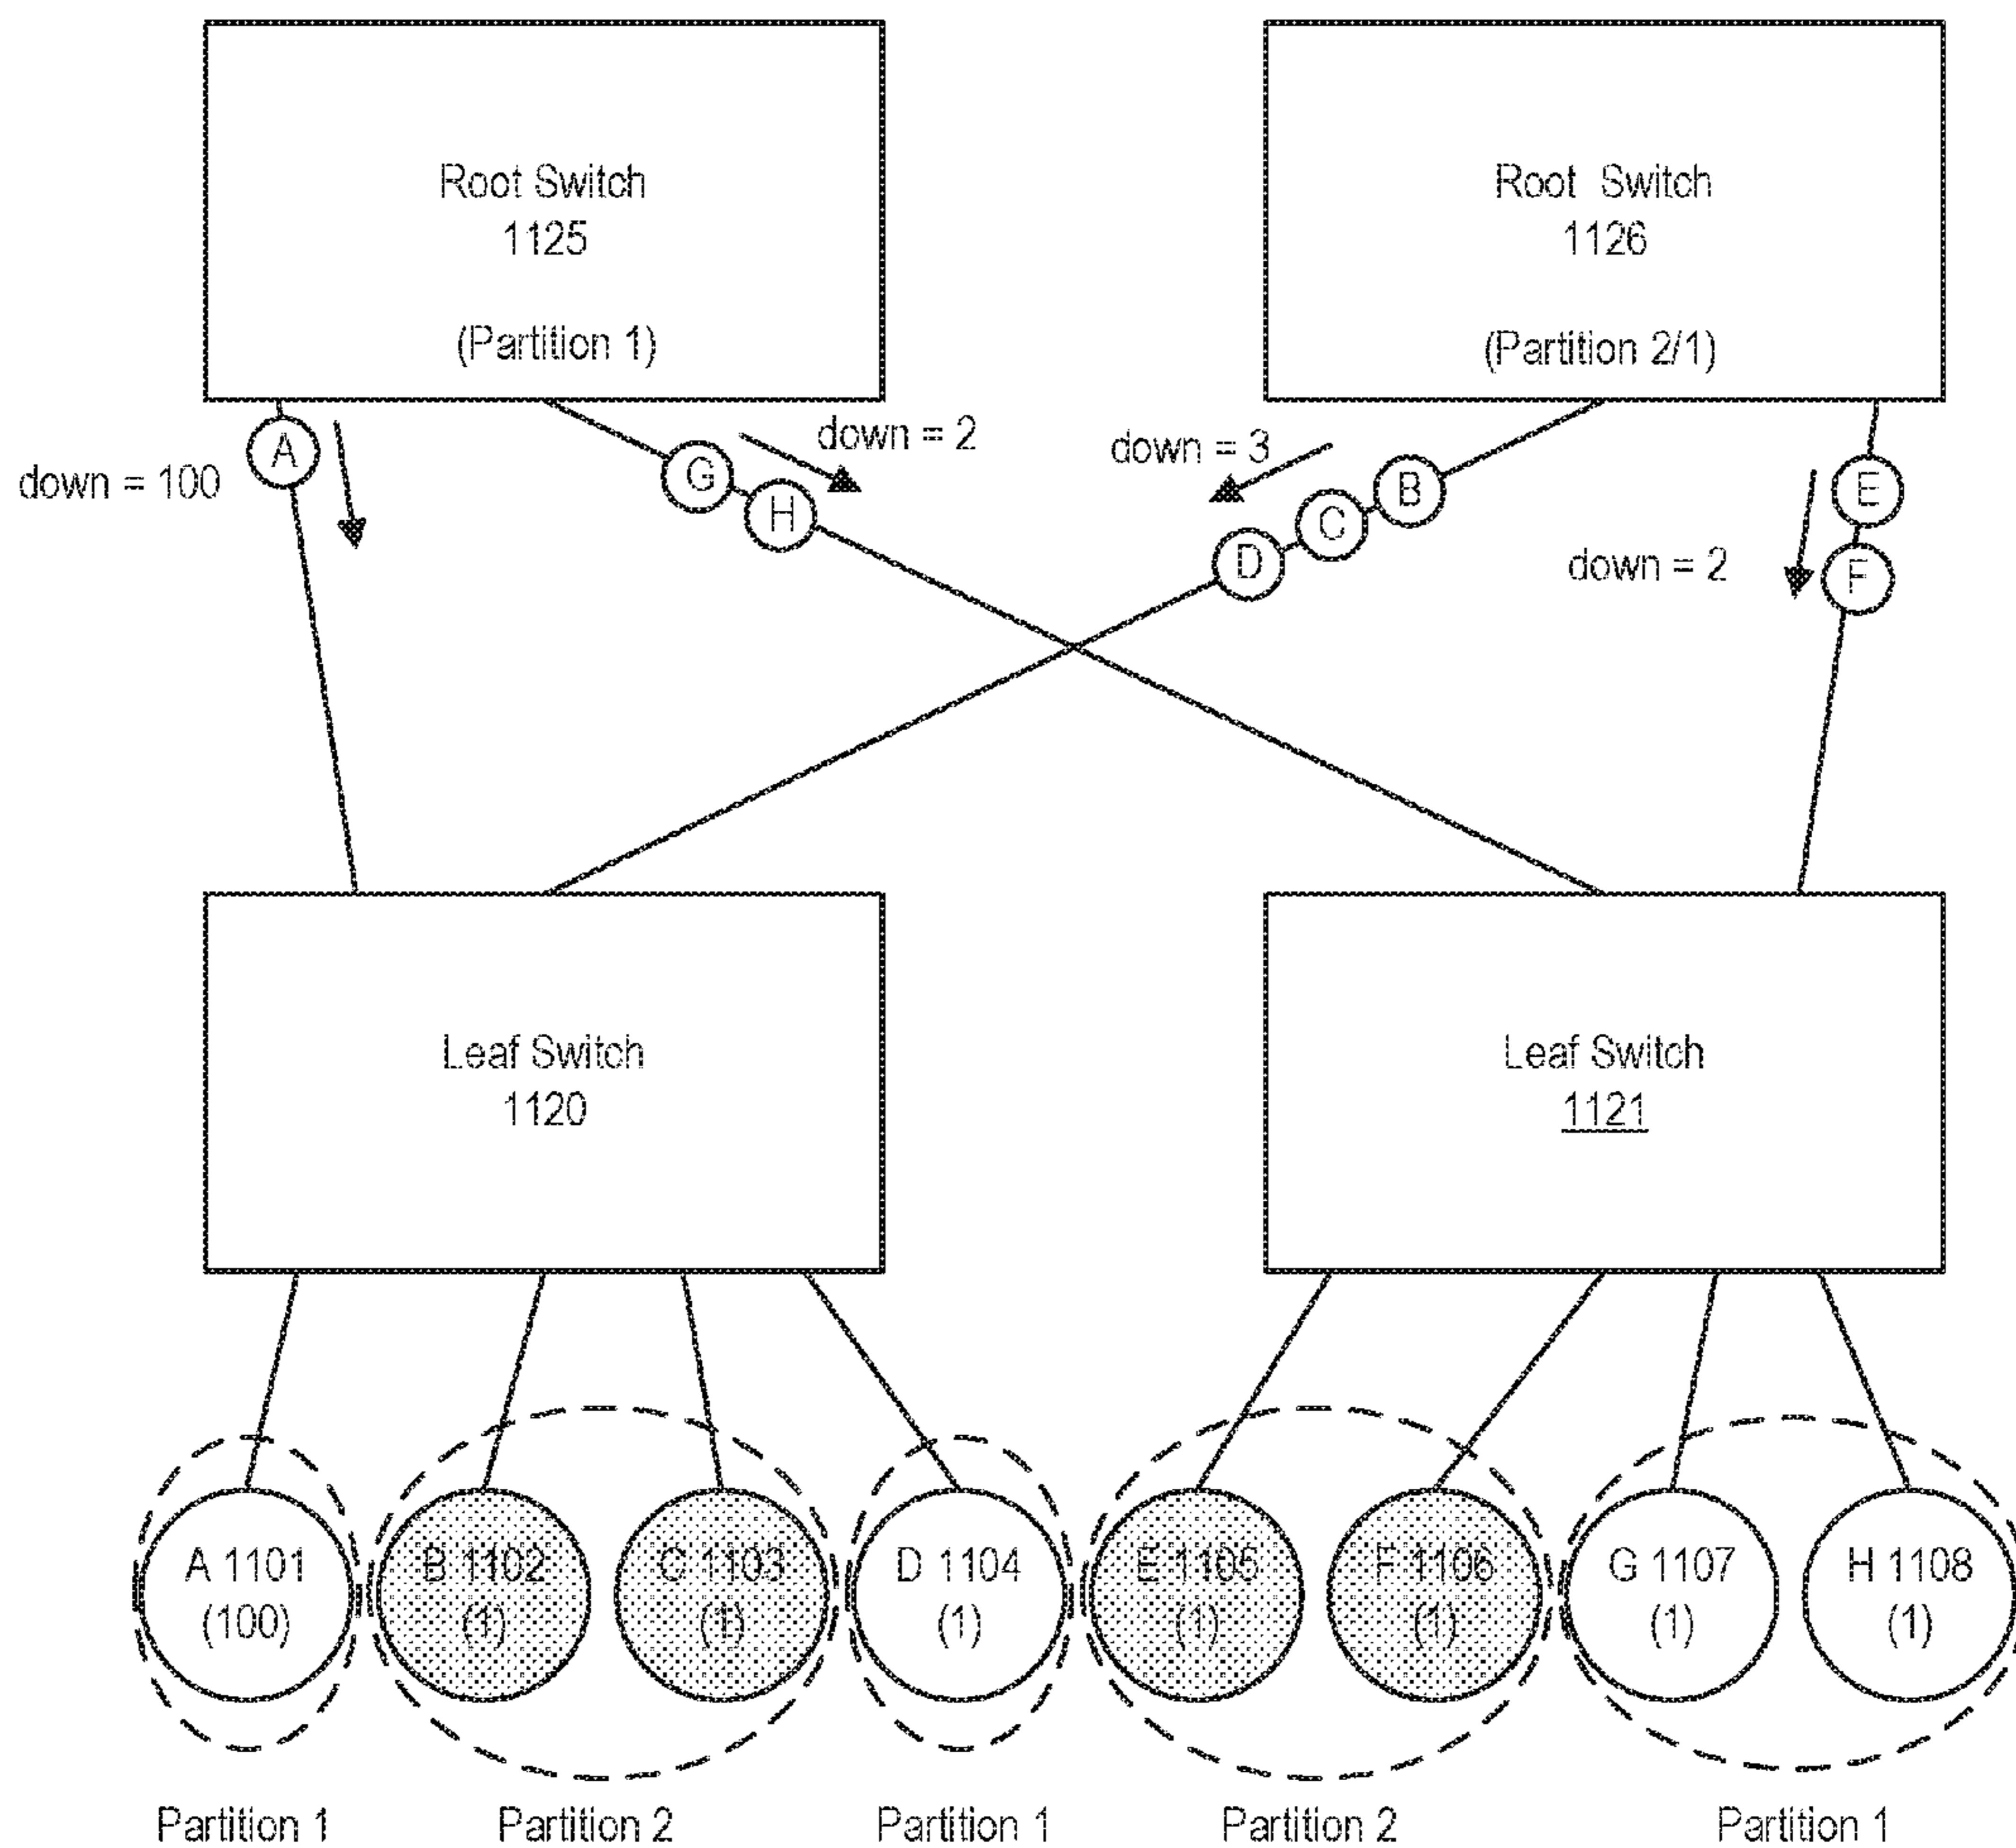 Root Switch
1125
(Partition 1)
Root Switch
1126
(Partition 2/1)
down = 100
A
G
H
down = 2
down = 3
B
C
D
down = 2
E
F
Leaf Switch
1120
Leaf Switch
1121
A 1101
(100)
B 1102
(1)
C 1103
(1)
D 1104
(1)
E 1105
(1)
F 1106
(1)
G 1107
(1)
H 1108
(1)
Partition 1
Partition 2
Partition 1
Partition 2
Partition 1